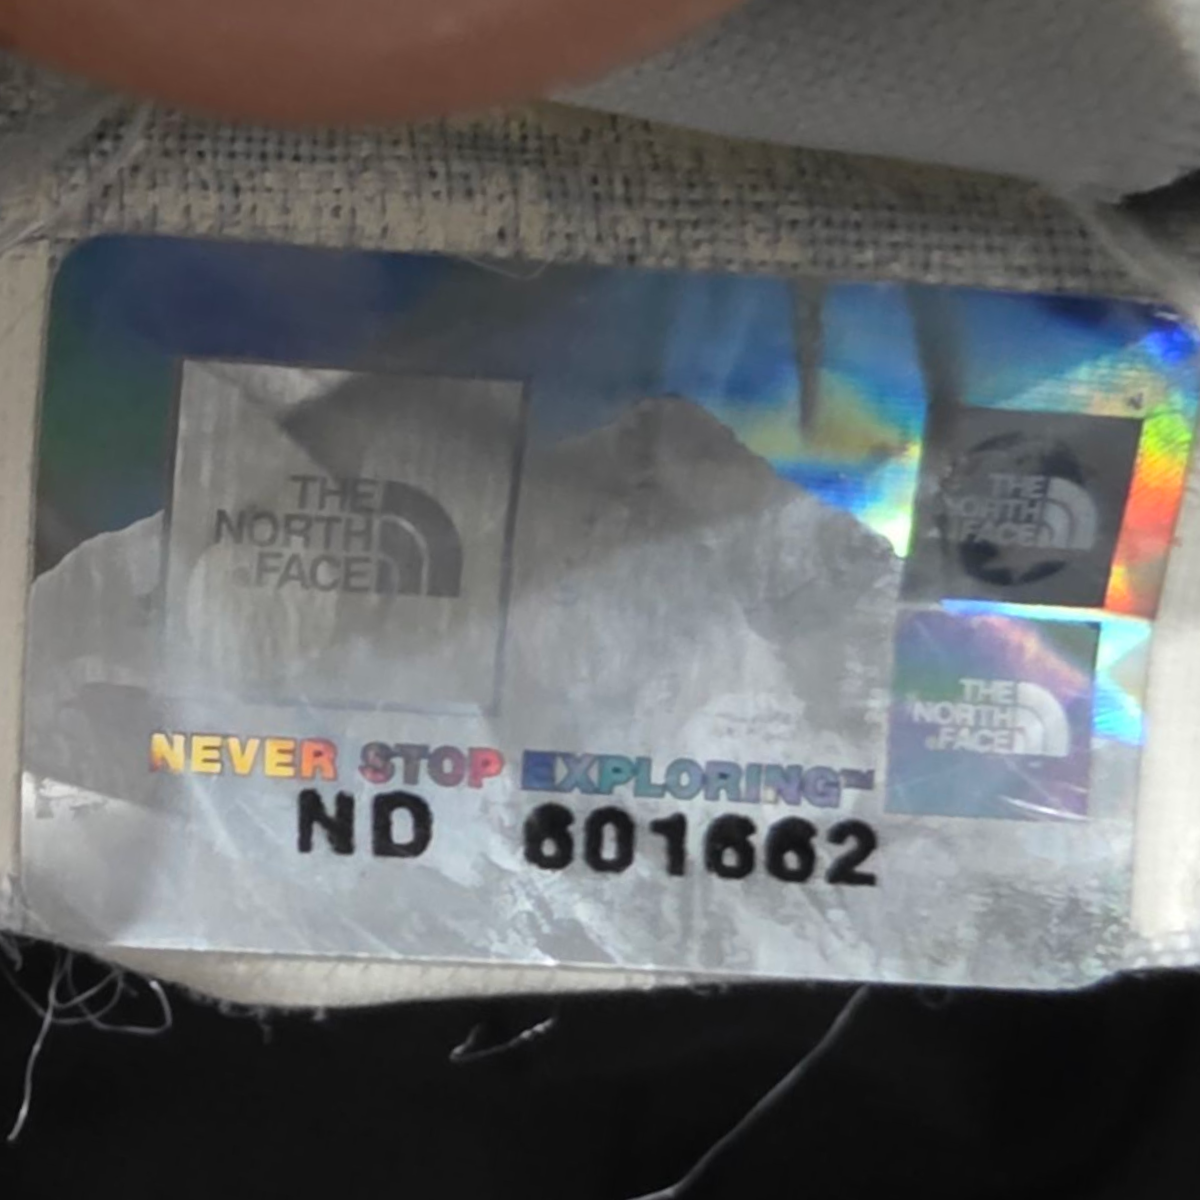 THE
NORTH
FACE
THE
NORTH
FACE
THE
NORTH
FACE
NEVER STOP EXPLORING™
ND 601662